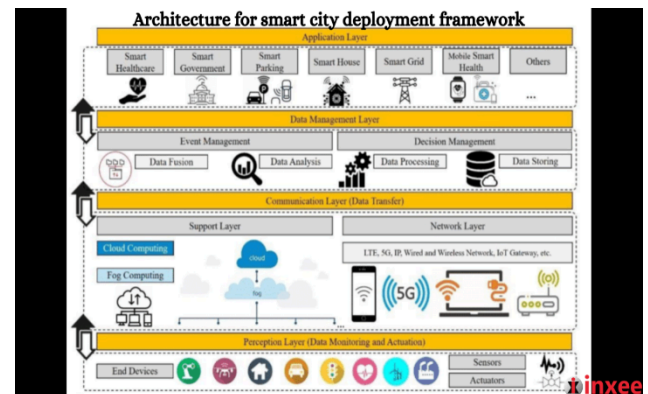 Architecture for smart city deployment framework
Application Layer
Smart Healthcare
Smart Government
Smart Parking
Smart House
Smart Grid
Mobile Smart Health
Others
...
Data Management Layer
Event Management
Decision Management
Data Fusion
Data Analysis
Data Processing
Data Storing
Communication Layer (Data Transfer)
Support Layer
Network Layer
Cloud Computing
cloud
LTE, 5G, IP, Wired and Wireless Network, IoT Gateway, etc.
Fog Computing
fog
5G
...
Perception Layer (Data Monitoring and Actuation)
End Devices
Sensors
Actuators
tinxee